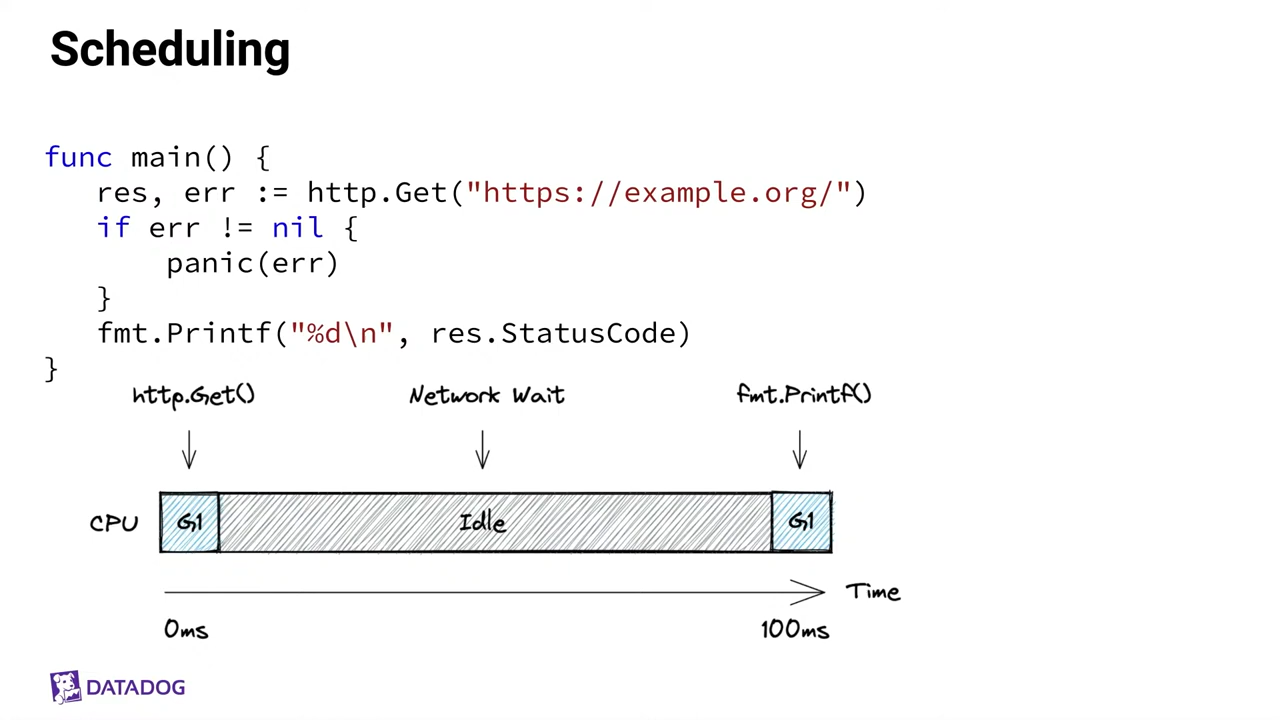 Scheduling
func main() {
res, err := http.Get("https://example.org/")
if err != nil {
panic(err)
}
fmt.Printf("%d\n", res.StatusCode)
}
http.Get() Network Wait fmt.Printf()
CPU G1 Idle G1
Time
0ms 100ms
DATADOG